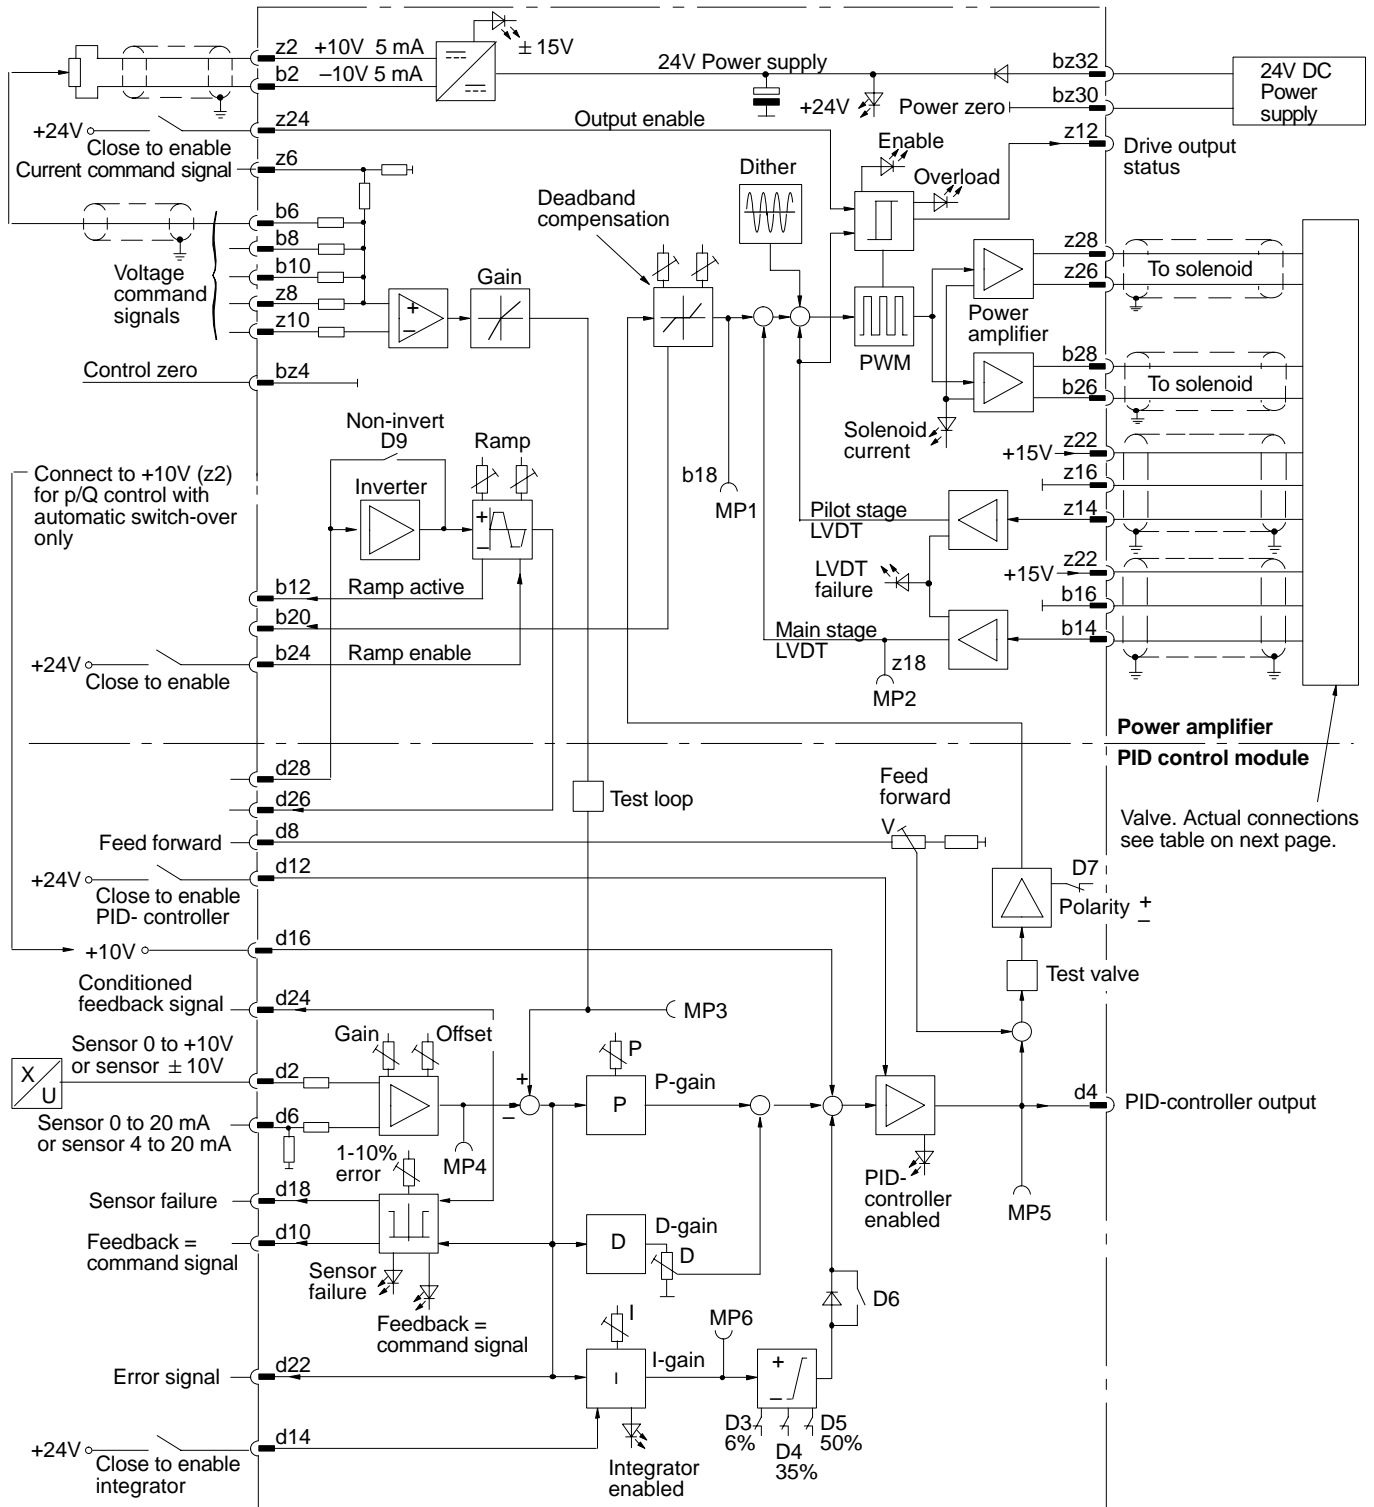 z2 +10V 5 mA
± 15V
b2 –10V 5 mA
24V Power supply
bz32
24V DC
Power
supply
+24V
Power zero
bz30
+24V
z24
Output enable
z12
Close to enable
Drive output
status
Current command signal
z6
Enable
Dither
Overload
Deadband
compensation
b6
b8
b10
z8
z10
Voltage
command
signals
+
–
Gain
z28
z26
To solenoid
Power
amplifier
PWM
b28
b26
To solenoid
Control zero
bz4
Solenoid
current
Non-invert
D9
Ramp
Inverter
+
–
+15V
z22
z16
z14
b18
MP1
Connect to +10V (z2)
for p/Q control with
automatic switch-over
only
Pilot stage
LVDT
LVDT
failure
+15V
z22
b16
b14
b12
Ramp active
b20
Main stage
LVDT
z18
MP2
+24V
b24
Ramp enable
Close to enable
Power amplifier
PID control module
d28
d26
Test loop
Feed
forward
V
Valve. Actual connections
see table on next page.
Feed forward
d8
+24V
d12
Close to enable
PID- controller
D7
Polarity +
–
+10V
d16
Test valve
Conditioned
feedback signal
d24
MP3
Sensor 0 to +10V
or sensor ± 10V
X
U
d2
Gain
Offset
P
P-gain
P
+
–
Sensor 0 to 20 mA
or sensor 4 to 20 mA
d6
MP4
d4
PID-controller output
1-10%
error
PID-
controller
enabled
MP5
Sensor failure
d18
Feedback =
command signal
d10
D
D-gain
D
Sensor
failure
Feedback =
command signal
D6
MP6
I
I-gain
I
+
–
Error signal
d22
D3
6%
D4
35%
D5
50%
+24V
d14
Close to enable
integrator
Integrator
enabled